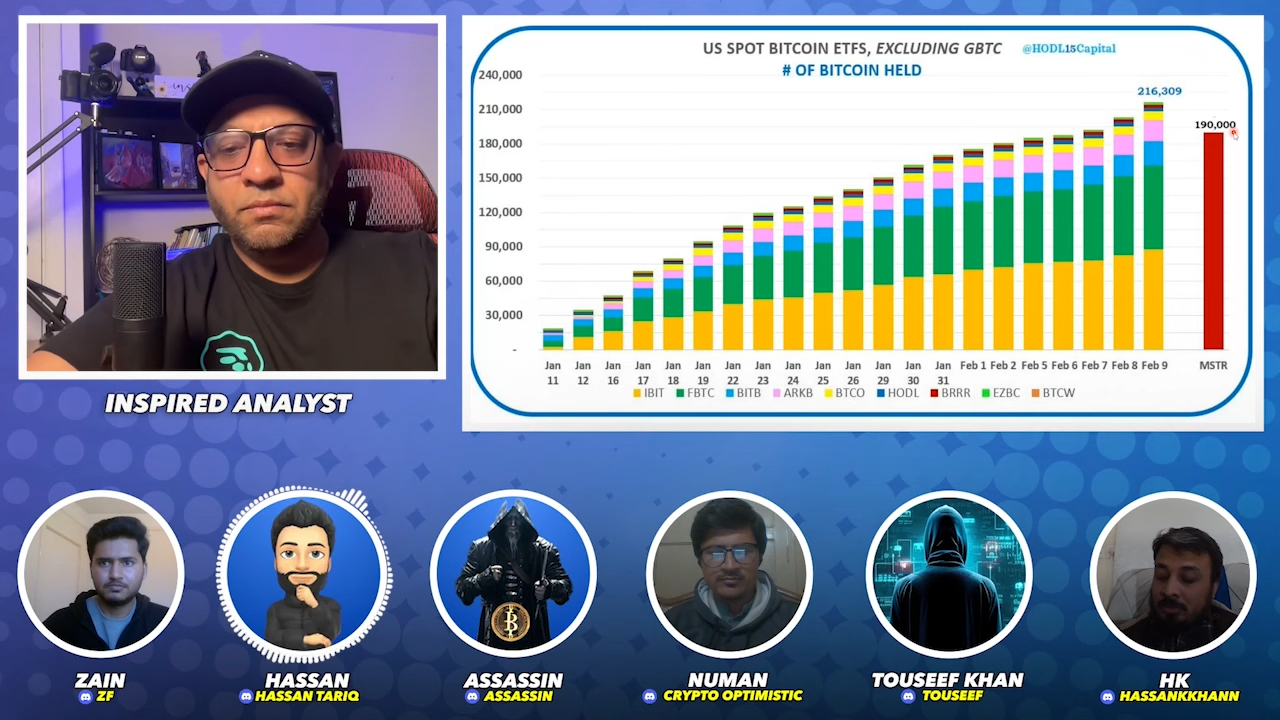 US SPOT BITCOIN ETFS, EXCLUDING GBTC @HODL15Capital
# OF BITCOIN HELD
240,000
210,000
180,000
150,000
120,000
90,000
60,000
30,000
-
216,309
190,000
Jan 11
Jan 12
Jan 16
Jan 17
Jan 18
Jan 19
Jan 22
Jan 23
Jan 24
Jan 25
Jan 26
Jan 29
Jan 30
Jan 31
Feb 1
Feb 2
Feb 5
Feb 6
Feb 7
Feb 8
Feb 9
MSTR
IBIT FBTC BITB ARKB BTCO HODL BRRR EZBC BTCW
INSPIRED ANALYST
ZAIN
ZF
HASSAN
HASSAN TARIQ
ASSASSIN
ASSASSIN
NUMAN
CRYPTO OPTIMISTIC
TOUSEEF KHAN
TOUSEEF
HK
HASSANKKHANN